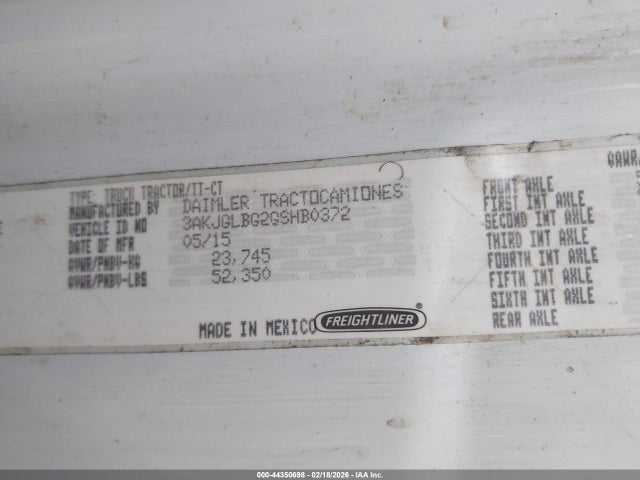 TYPE: TRUCK TRACTOR/TT-CT
MANUFACTURED BY DAIMLER TRACTOCAMIONES
VEHICLE ID NO 3AKJGLBG2GSHB0372
DATE OF MFR 05/15
GVWR/PNBV-KG 23,745
GVWR/PNBV-LBS 52,350
MADE IN MEXICO FREIGHTLINER®
GAWR
FRONT AXLE
FIRST INT AXLE
SECOND INT AXLE
THIRD INT AXLE
FOURTH INT AXLE
FIFTH INT AXLE
SIXTH INT AXLE
REAR AXLE
000-44350698 02/18/2026 IAA Inc.